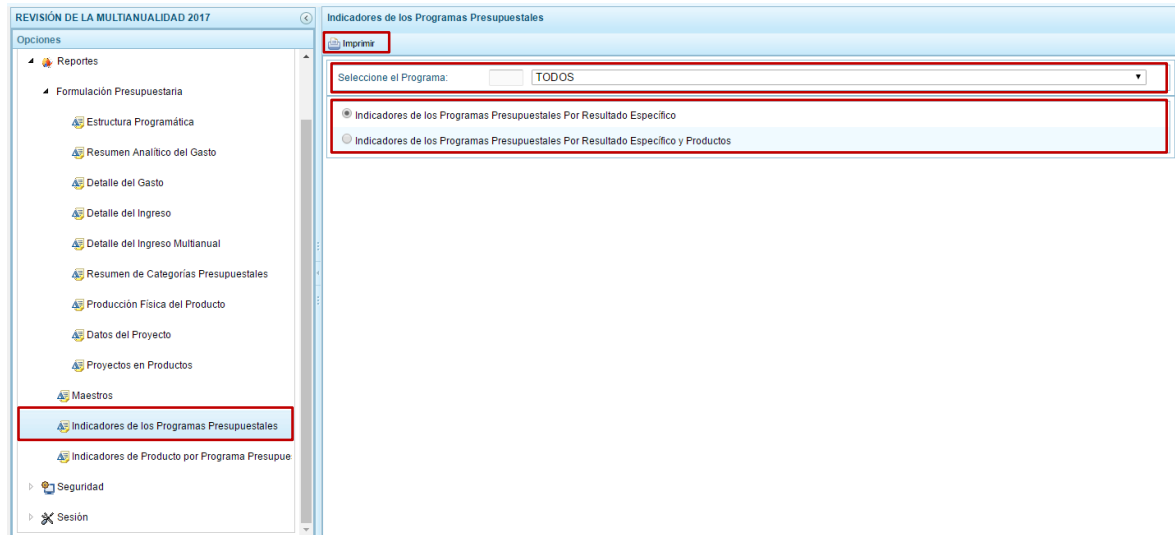 REVISIÓN DE LA MULTIANUALIDAD 2017
Opciones
Reportes
Formulación Presupuestaria
Estructura Programática
Resumen Analítico del Gasto
Detalle del Gasto
Detalle del Ingreso
Detalle del Ingreso Multianual
Resumen de Categorías Presupuestales
Producción Física del Producto
Datos del Proyecto
Proyectos en Productos
Maestros
Indicadores de los Programas Presupuestales
Indicadores de Producto por Programa Presupue
Seguridad
Sesión
Indicadores de los Programas Presupuestales
Imprimir
Seleccione el Programa: TODOS
Indicadores de los Programas Presupuestales Por Resultado Específico
Indicadores de los Programas Presupuestales Por Resultado Específico y Productos